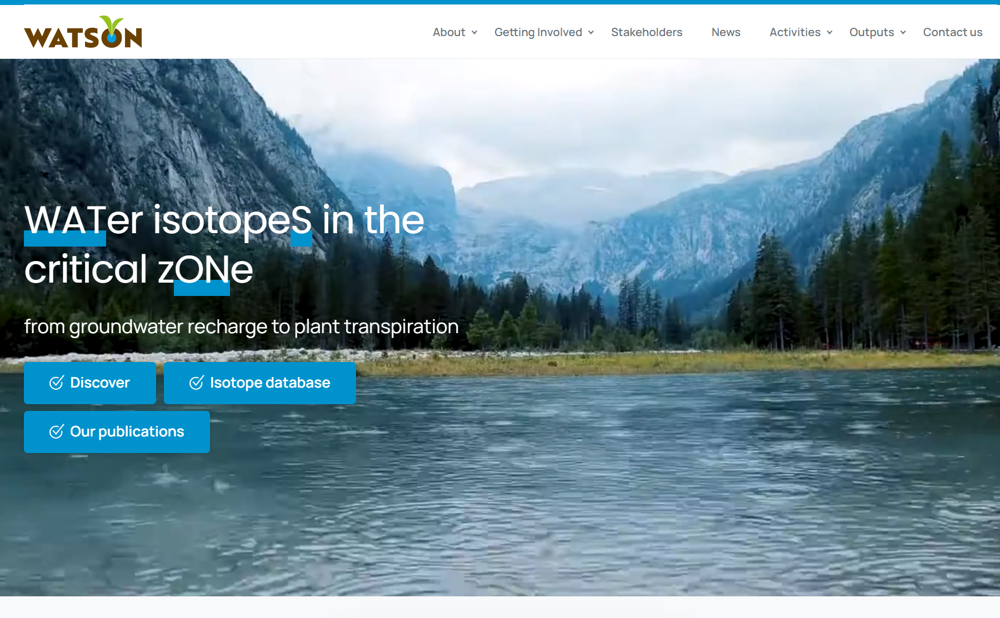 WATSON
About
Getting Involved
Stakeholders
News
Activities
Outputs
Contact us
WATer isotopeS in the
critical zONe
from groundwater recharge to plant transpiration
Discover
Isotope database
Our publications